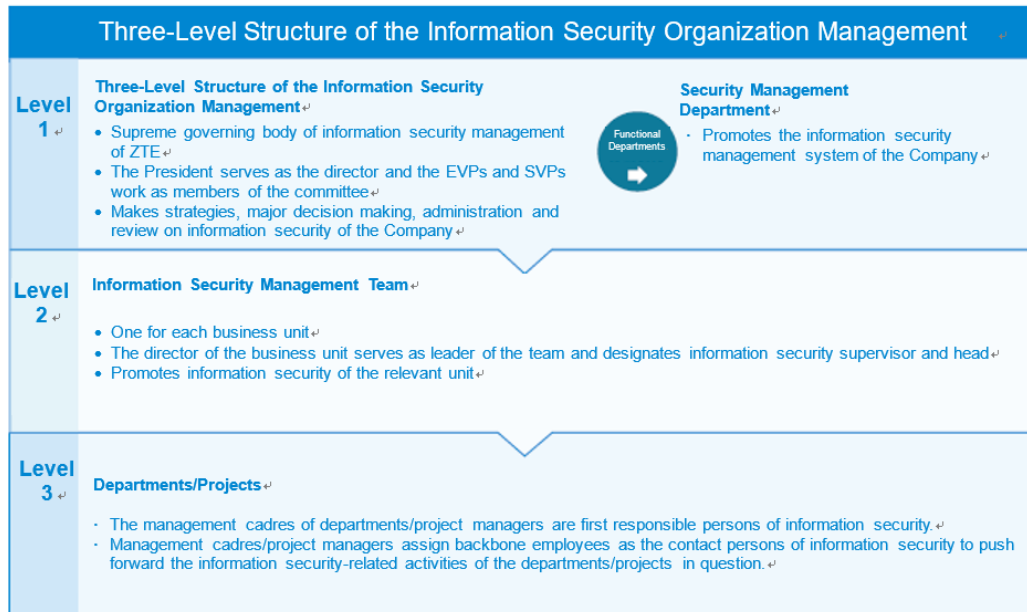 Three-Level Structure of the Information Security Organization Management
Level
1
Three-Level Structure of the Information Security
Organization Management
• Supreme governing body of information security management
of ZTE
• The President serves as the director and the EVPs and SVPs
work as members of the committee
• Makes strategies, major decision making, administration and
review on information security of the Company
Functional
Departments
Security Management
Department
· Promotes the information security
management system of the Company
Level
2
Information Security Management Team
• One for each business unit
• The director of the business unit serves as leader of the team and designates information security supervisor and head
• Promotes information security of the relevant unit
Level
3
Departments/Projects
· The management cadres of departments/project managers are first responsible persons of information security.
· Management cadres/project managers assign backbone employees as the contact persons of information security to push
forward the information security-related activities of the departments/projects in question.